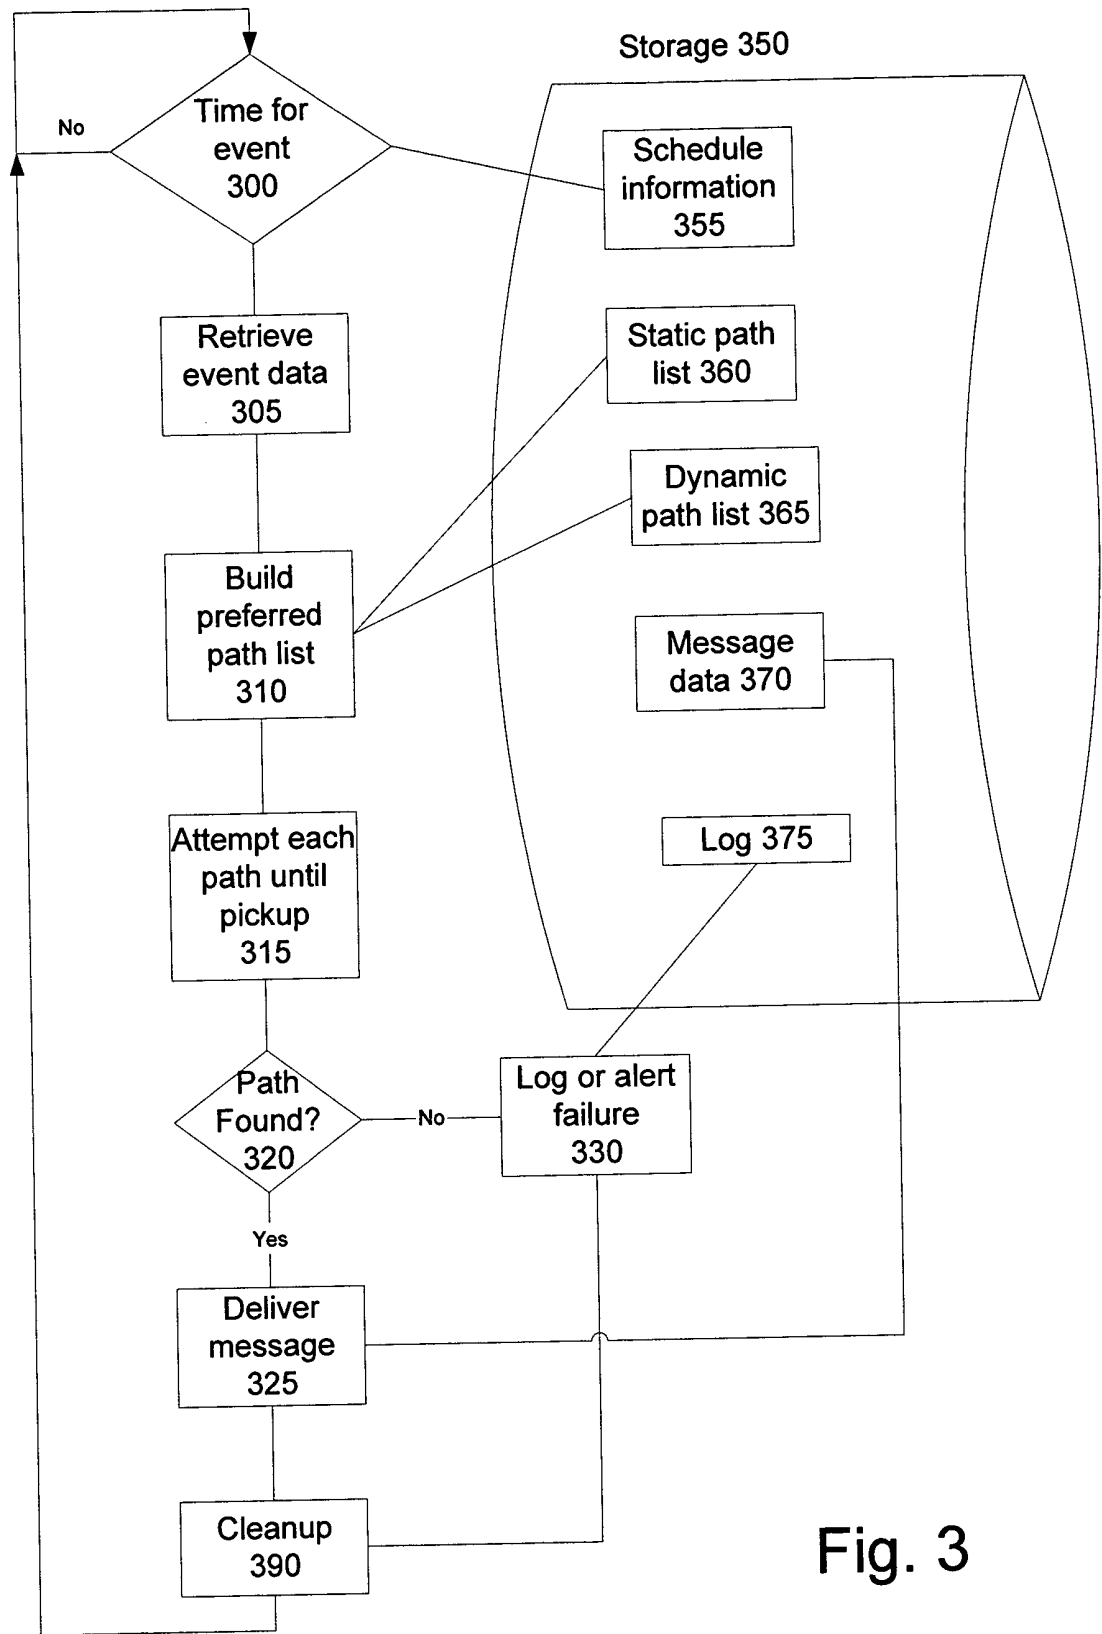 Storage 350
Time for
event
300
No
Schedule
information
355
Retrieve
event data
305
Static path
list 360
Dynamic
path list 365
Build
preferred
path list
310
Message
data 370
Attempt each
path until
pickup
315
Log 375
Path
Found?
320
No
Log or alert
failure
330
Yes
Deliver
message
325
Cleanup
390
Fig. 3